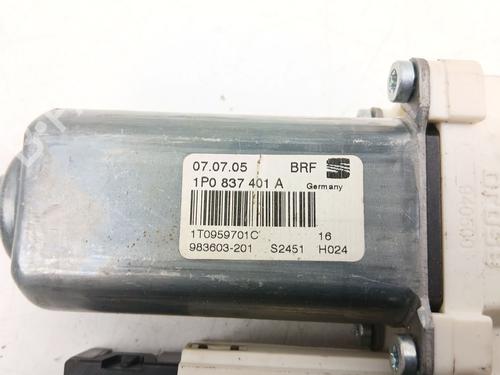 07.07.05 BRF
1P0 837 401 A Germany
1T0959701C 16
983603-201 S2451 H024